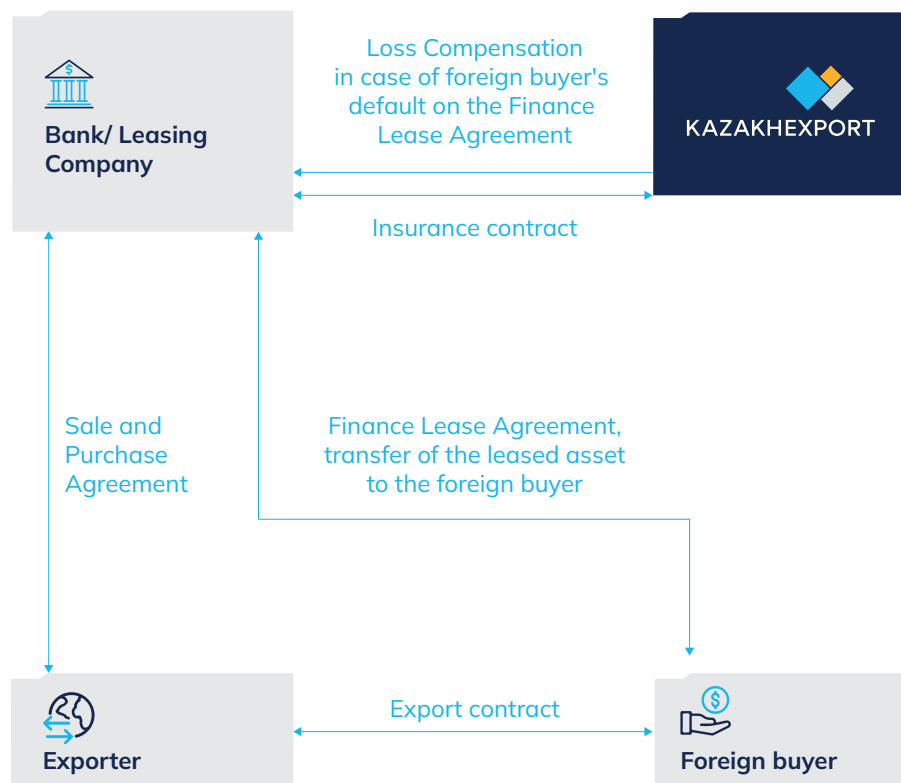 Bank/ Leasing
Company
Loss Compensation
in case of foreign buyer's
default on the Finance
Lease Agreement
KAZAKHEXPORT
Insurance contract
Sale and
Purchase
Agreement
Finance Lease Agreement,
transfer of the leased asset
to the foreign buyer
Exporter
Export contract
Foreign buyer